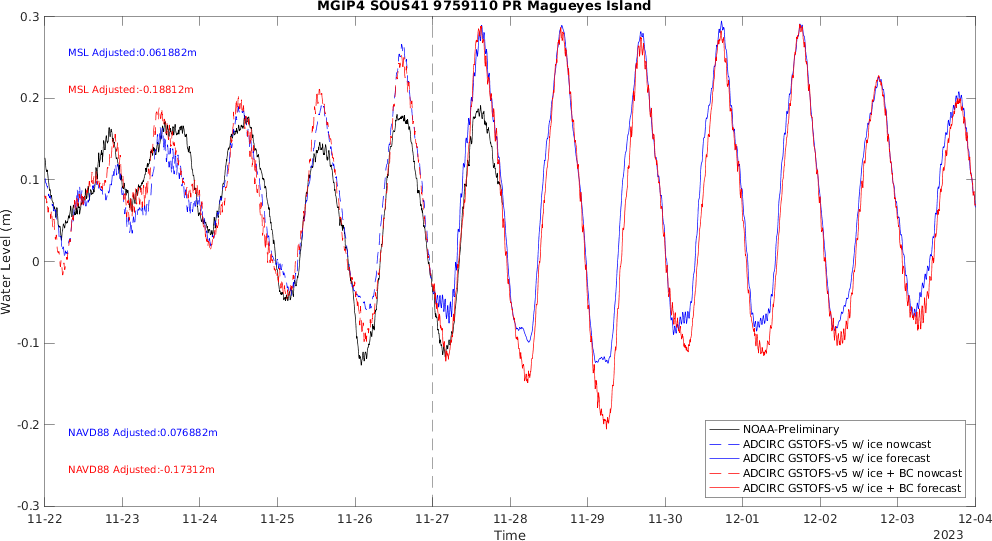 MGIP4 SOUS41 9759110 PR Magueyes Island
0.3
MSL Adjusted:0.061882m
MSL Adjusted:-0.18812m
0.2
0.1
Water Level (m)
0
-0.1
-0.2
NAVD88 Adjusted:0.076882m
NAVD88 Adjusted:-0.17312m
NOAA-Preliminary
ADCIRC GSTOFS-v5 w/ ice nowcast
ADCIRC GSTOFS-v5 w/ ice forecast
ADCIRC GSTOFS-v5 w/ ice + BC nowcast
ADCIRC GSTOFS-v5 w/ ice + BC forecast
-0.3
11-22 11-23 11-24 11-25 11-26 11-27 11-28 11-29 11-30 12-01 12-02 12-03 12-04
Time
2023